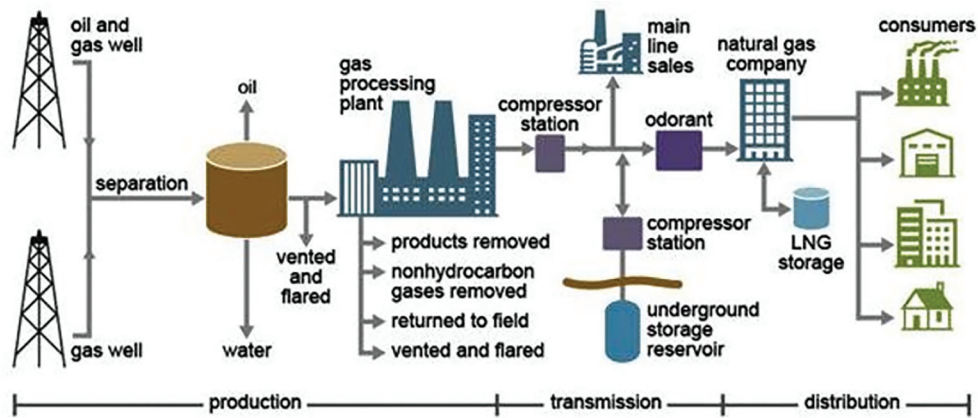 oil and
gas well
oil
separation
vented
and
flared
water
gas well
gas
processing
plant
products removed
nonhydrocarbon
gases removed
returned to field
vented and flared
compressor
station
main
line
sales
odorant
compressor
station
underground
storage
reservoir
natural gas
company
LNG
storage
consumers
production
transmission
distribution